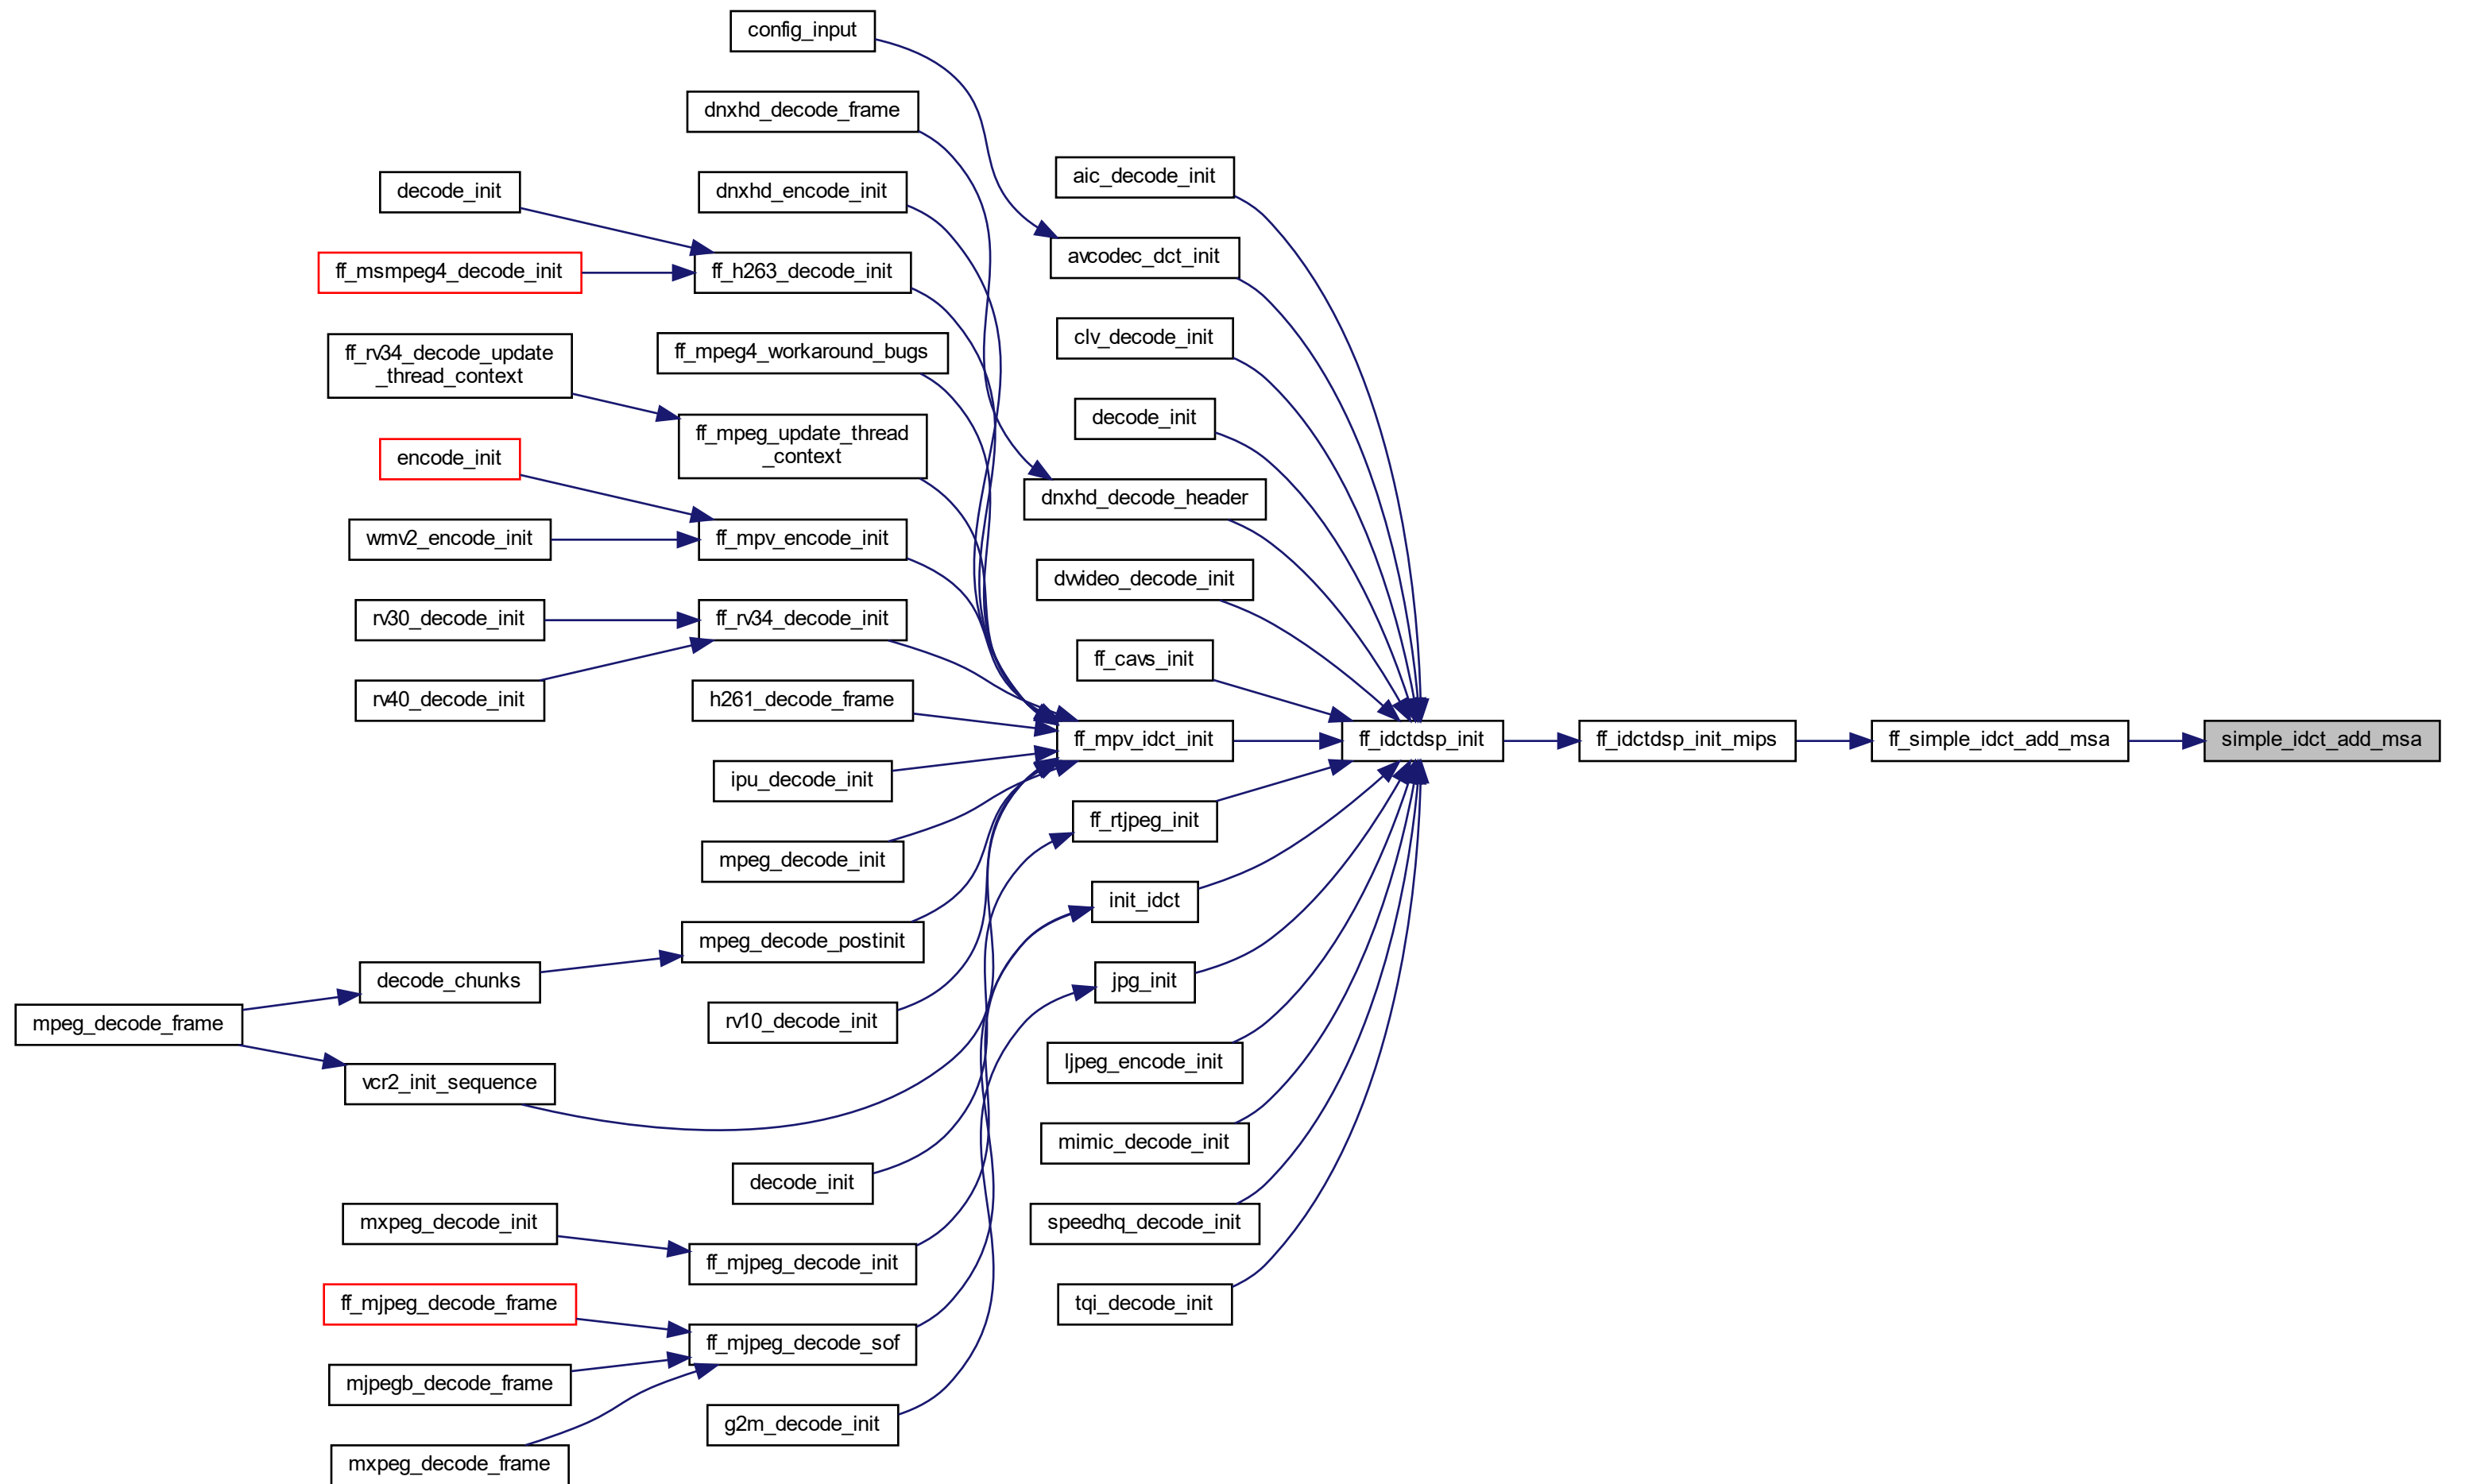 config_input
dnxhd_decode_frame
aic_decode_init
decode_init
dnxhd_encode_init
avcodec_dct_init
ff_msmpeg4_decode_init
ff_h263_decode_init
clv_decode_init
ff_rv34_decode_update
_thread_context
ff_mpeg4_workaround_bugs
decode_init
ff_mpeg_update_thread
_context
encode_init
dnxhd_decode_header
wmv2_encode_init
ff_mpv_encode_init
dwideo_decode_init
rv30_decode_init
ff_rv34_decode_init
ff_cavs_init
rv40_decode_init
h261_decode_frame
ff_mpv_idct_init
ff_idctdsp_init
ff_idctdsp_init_mips
ff_simple_idct_add_msa
simple_idct_add_msa
ipu_decode_init
ff_rtjpeg_init
mpeg_decode_init
init_idct
mpeg_decode_postinit
decode_chunks
jpg_init
mpeg_decode_frame
rv10_decode_init
ljpeg_encode_init
vcr2_init_sequence
mimic_decode_init
decode_init
mxpeg_decode_init
speedhq_decode_init
ff_mjpeg_decode_init
ff_mjpeg_decode_frame
tqi_decode_init
ff_mjpeg_decode_sof
mjpegb_decode_frame
g2m_decode_init
mxpeg_decode_frame